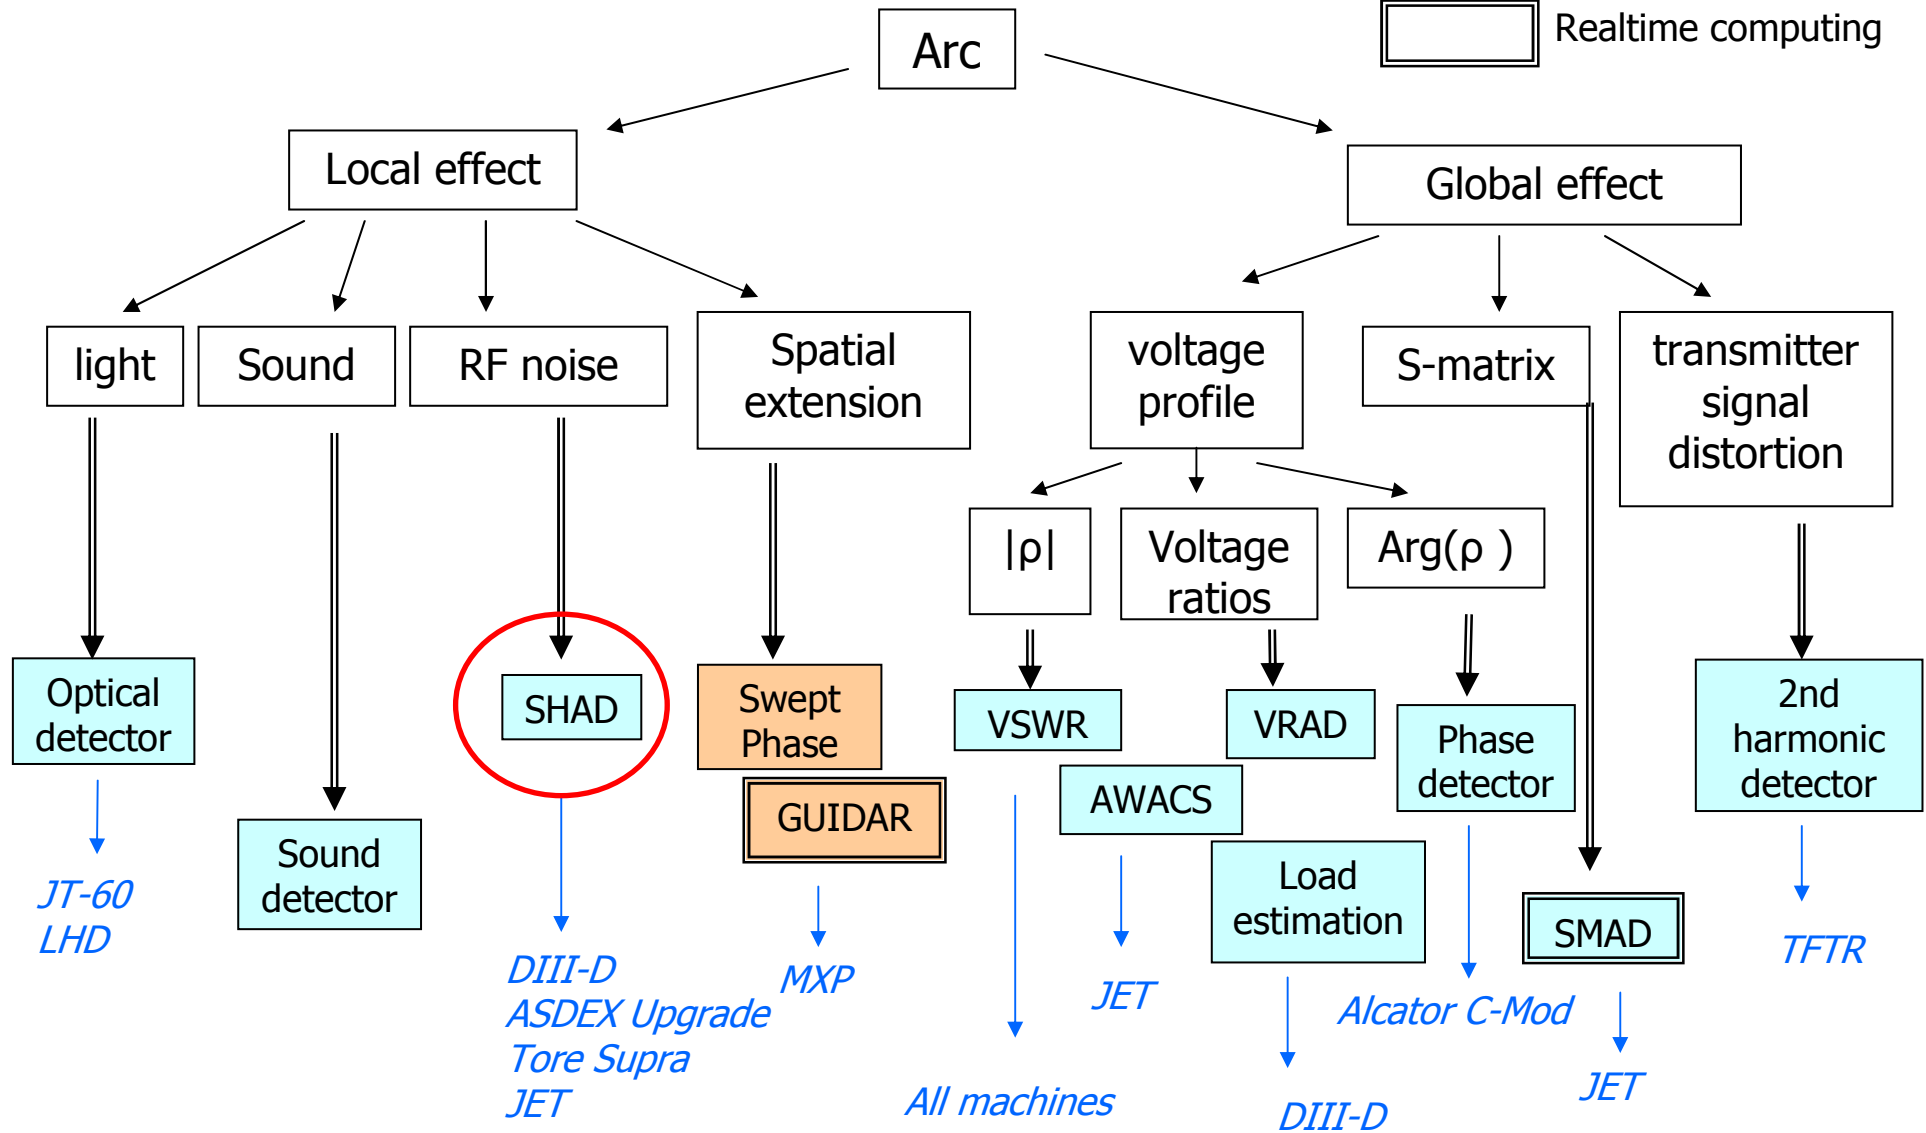 Arc
Realtime computing
Local effect
Global effect
light
Sound
RF noise
Spatial
extension
voltage
profile
S-matrix
transmitter
signal
distortion
|ρ|
Voltage
ratios
Arg(ρ )
Optical
detector
SHAD
Swept
Phase
GUIDAR
VSWR
VRAD
AWACS
Phase
detector
2nd
harmonic
detector
Sound
detector
Load
estimation
SMAD
JT-60
LHD
DIII-D
ASDEX Upgrade
Tore Supra
JET
MXP
All machines
JET
DIII-D
Alcator C-Mod
JET
TFTR